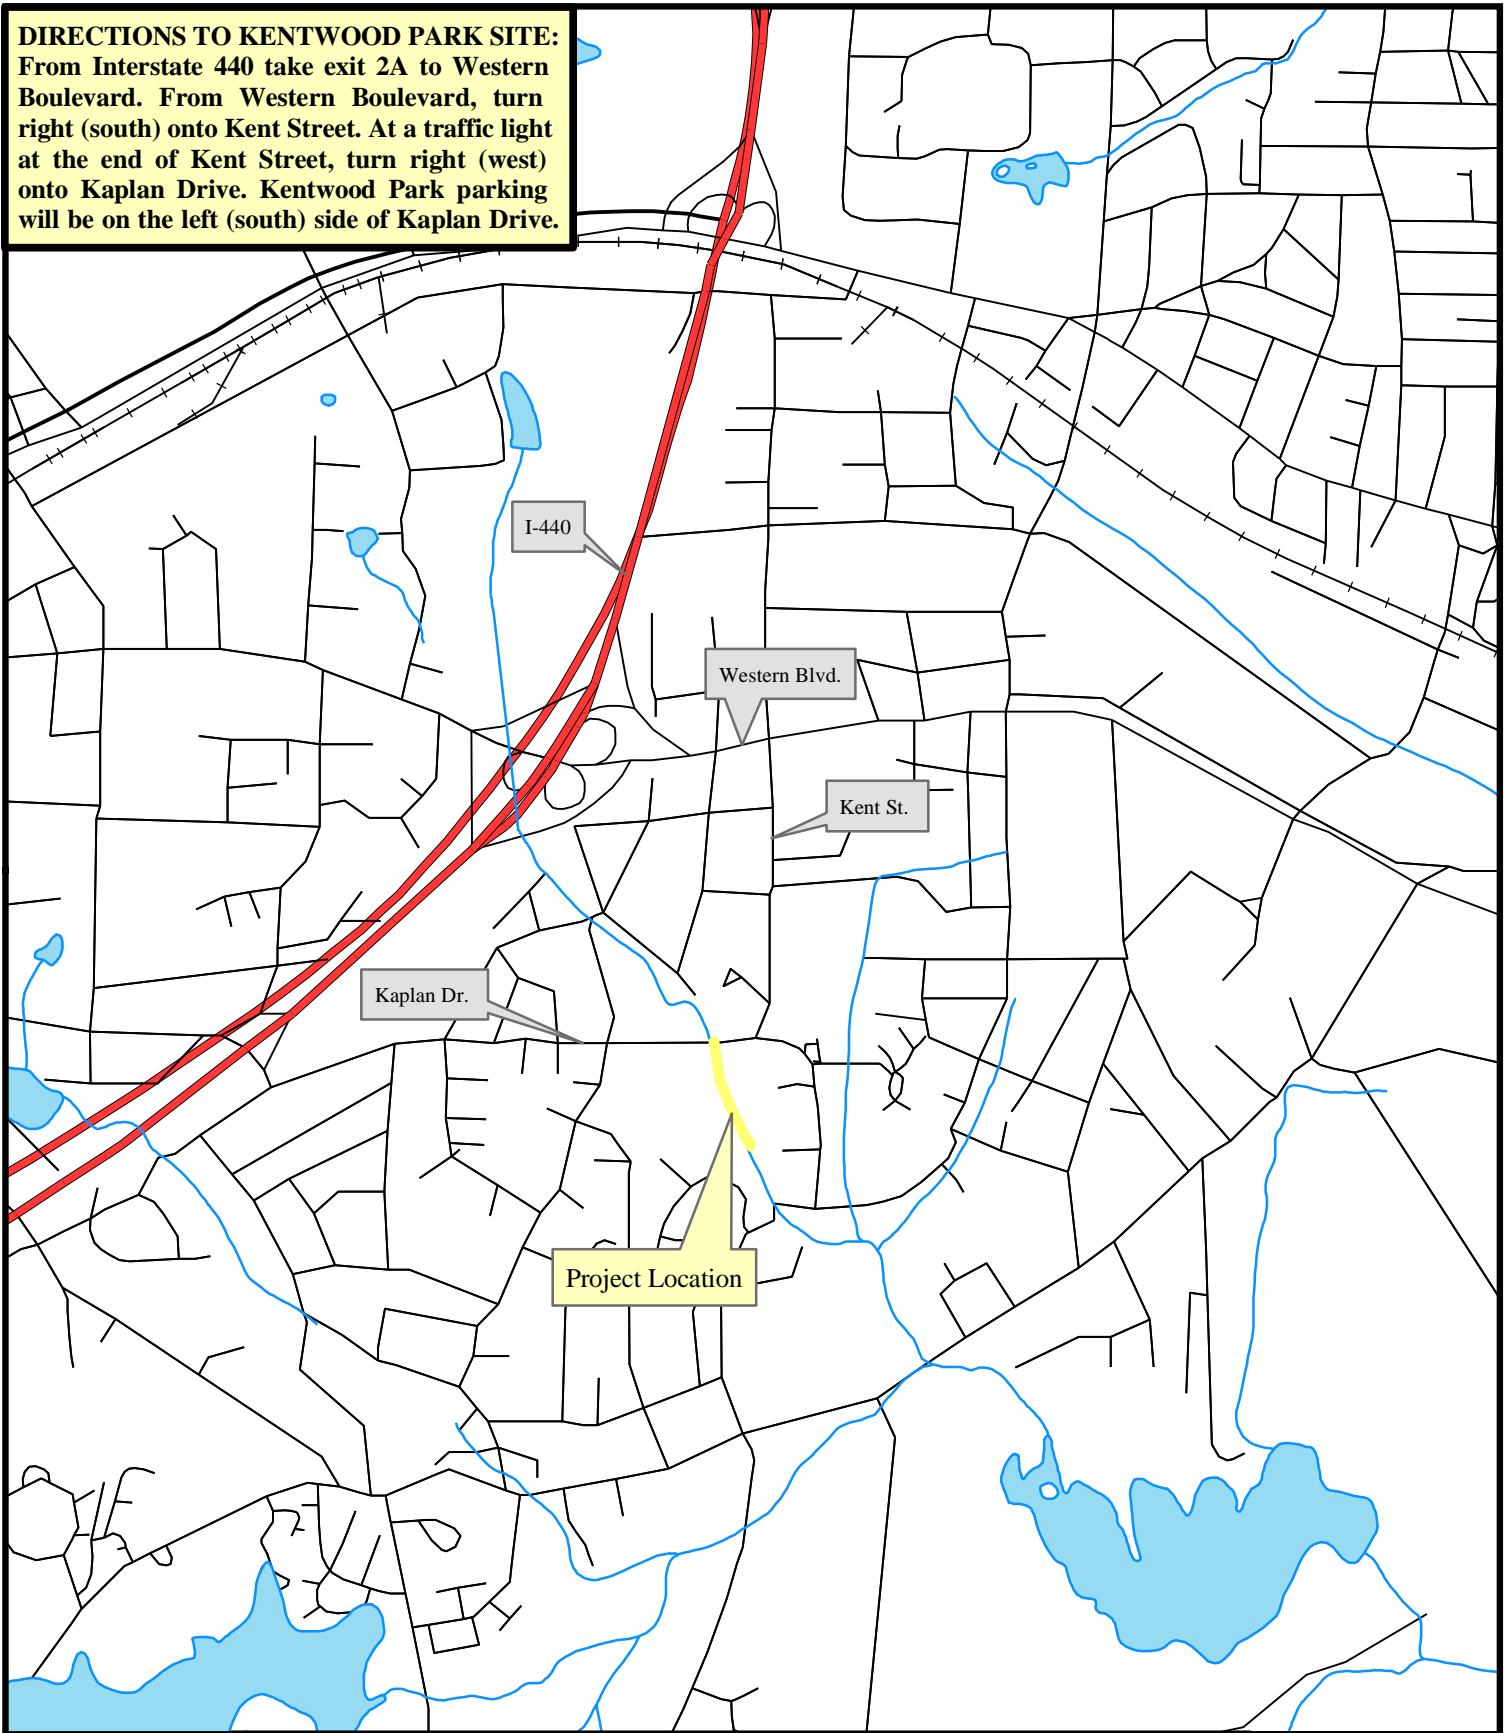 DIRECTIONS TO KENTWOOD PARK SITE:
From Interstate 440 take exit 2A to Western
Boulevard. From Western Boulevard, turn
right (south) onto Kent Street. At a traffic light
at the end of Kent Street, turn right (west)
onto Kaplan Drive. Kentwood Park parking
will be on the left (south) side of Kaplan Drive.
I-440
Western Blvd.
Kent St.
Kaplan Dr.
Project Location